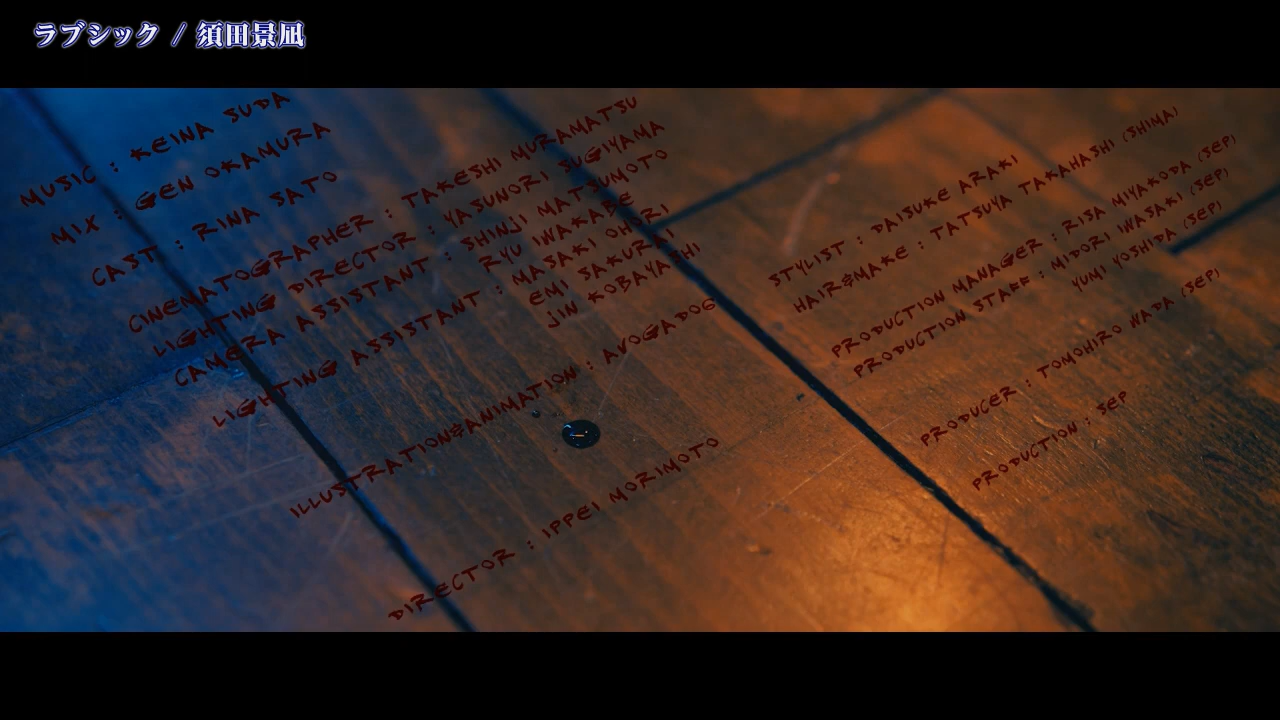 ラブシック / 須田景凪
MUSIC : KEINA SUDA
MIX : GEN OKAMURA
CAST : RINA SATO
CINEMATOGRAPHER : TAKESHI MURAMATSU
LIGHTING DIRECTOR : YASUNORI SUGIYAMA
CAMERA ASSISTANT : SHINJI MATSUMOTO
RYU IWAKABE
LIGHTING ASSISTANT : MASAKI OHORI
EMI SAKURAI
JIN KOBAYASHI
ILLUSTRATION&ANIMATION : AVOGADO6
DIRECTOR : IPPEI MORIMOTO
STYLIST : DAISUKE ARAKI
HAIR&MAKE : TATSUYA TAKAHASHI (SHIMA)
PRODUCTION MANAGER : RISA MIYAKODA (SEP)
PRODUCTION STAFF : MIDORI IWASAKI (SEP)
YUMI YOSHIDA (SEP)
PRODUCER : TOMOHIRO WADA (SEP)
PRODUCTION : SEP